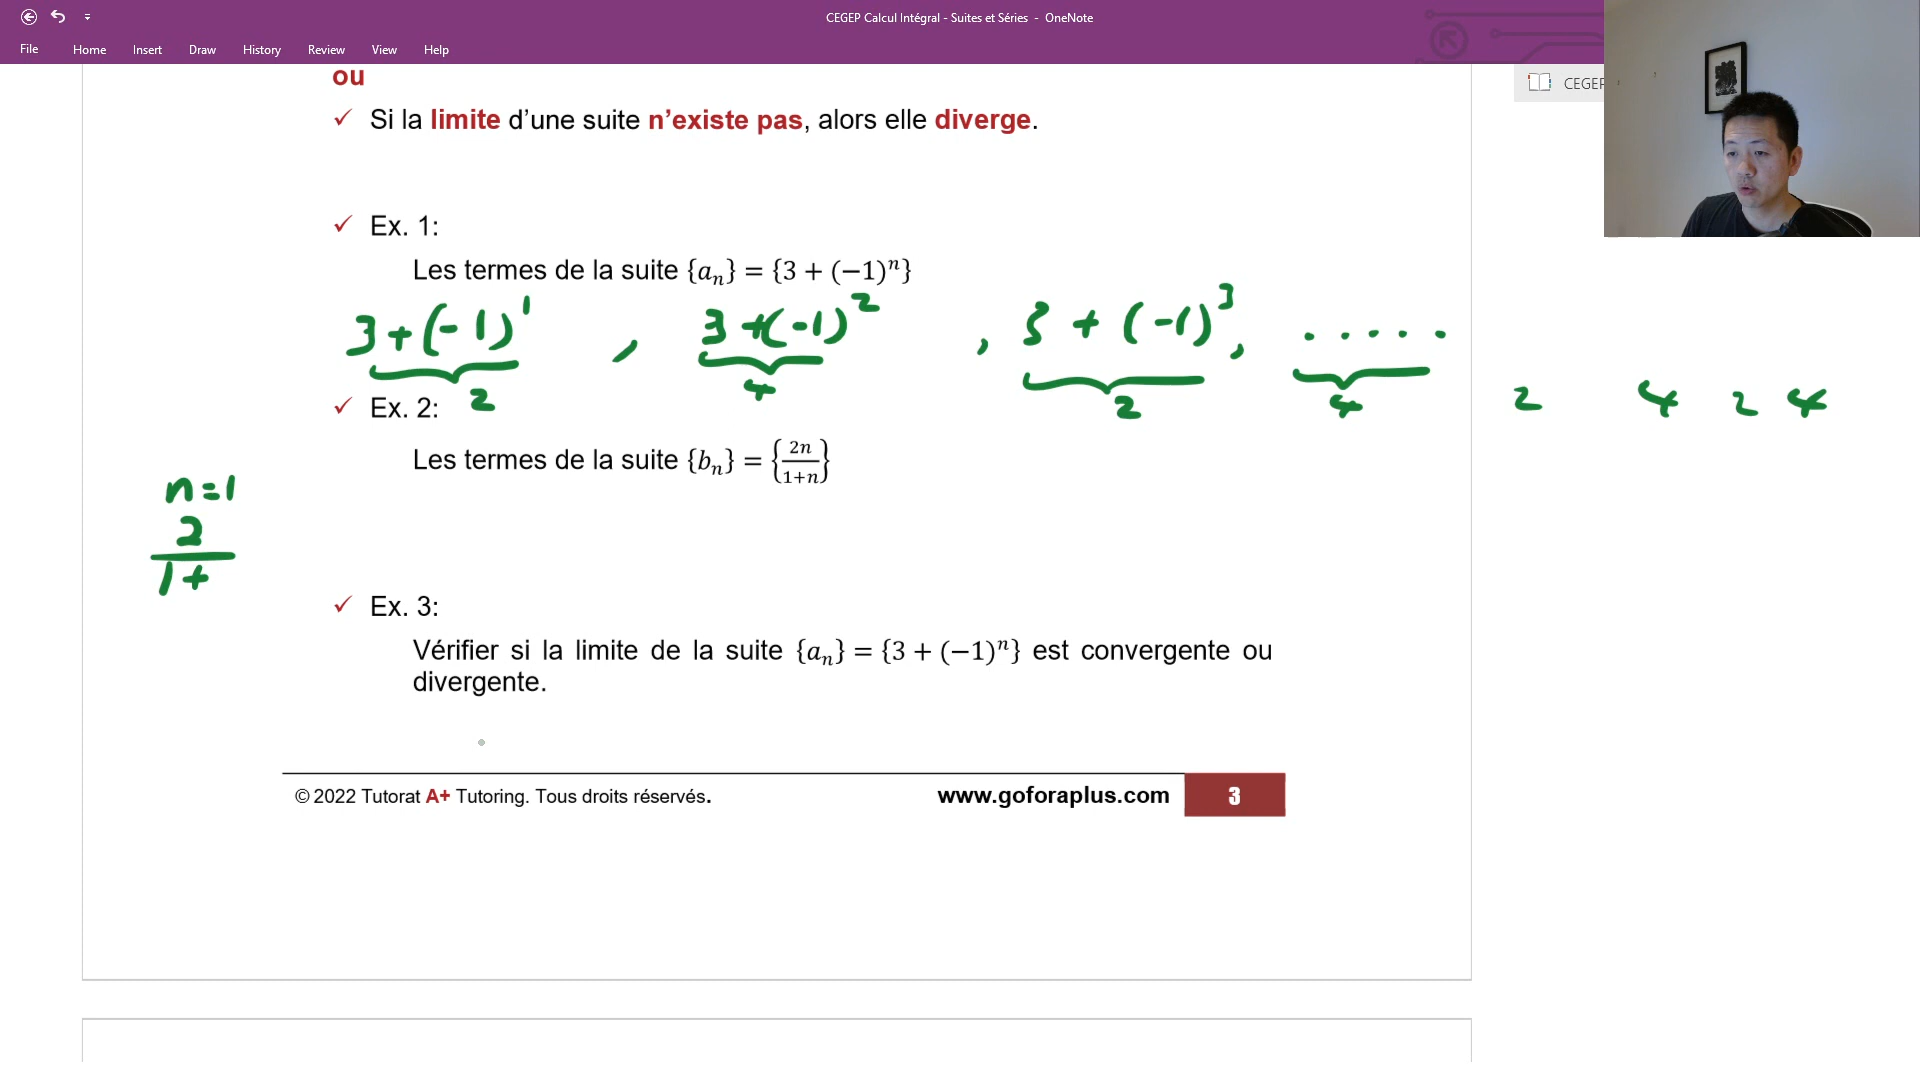 CEGEP Calcul Intégral - Suites et Séries - OneNote
File Home Insert Draw History Review View Help
CEGEP
ou
✓ Si la limite d’une suite n’existe pas, alors elle diverge.
✓ Ex. 1:
Les termes de la suite {aₙ} = {3 + (−1)ⁿ}
3+(-1)¹ , 3+(-1)² , 3 + (-1)³, .....
2 4 2 4 2 4 2 4
✓ Ex. 2:
Les termes de la suite {bₙ} = {2n/(1+n)}
n=1
2
1+
✓ Ex. 3:
Vérifier si la limite de la suite {aₙ} = {3 + (−1)ⁿ} est convergente ou
divergente.
© 2022 Tutorat A+ Tutoring. Tous droits réservés. www.goforaplus.com 3